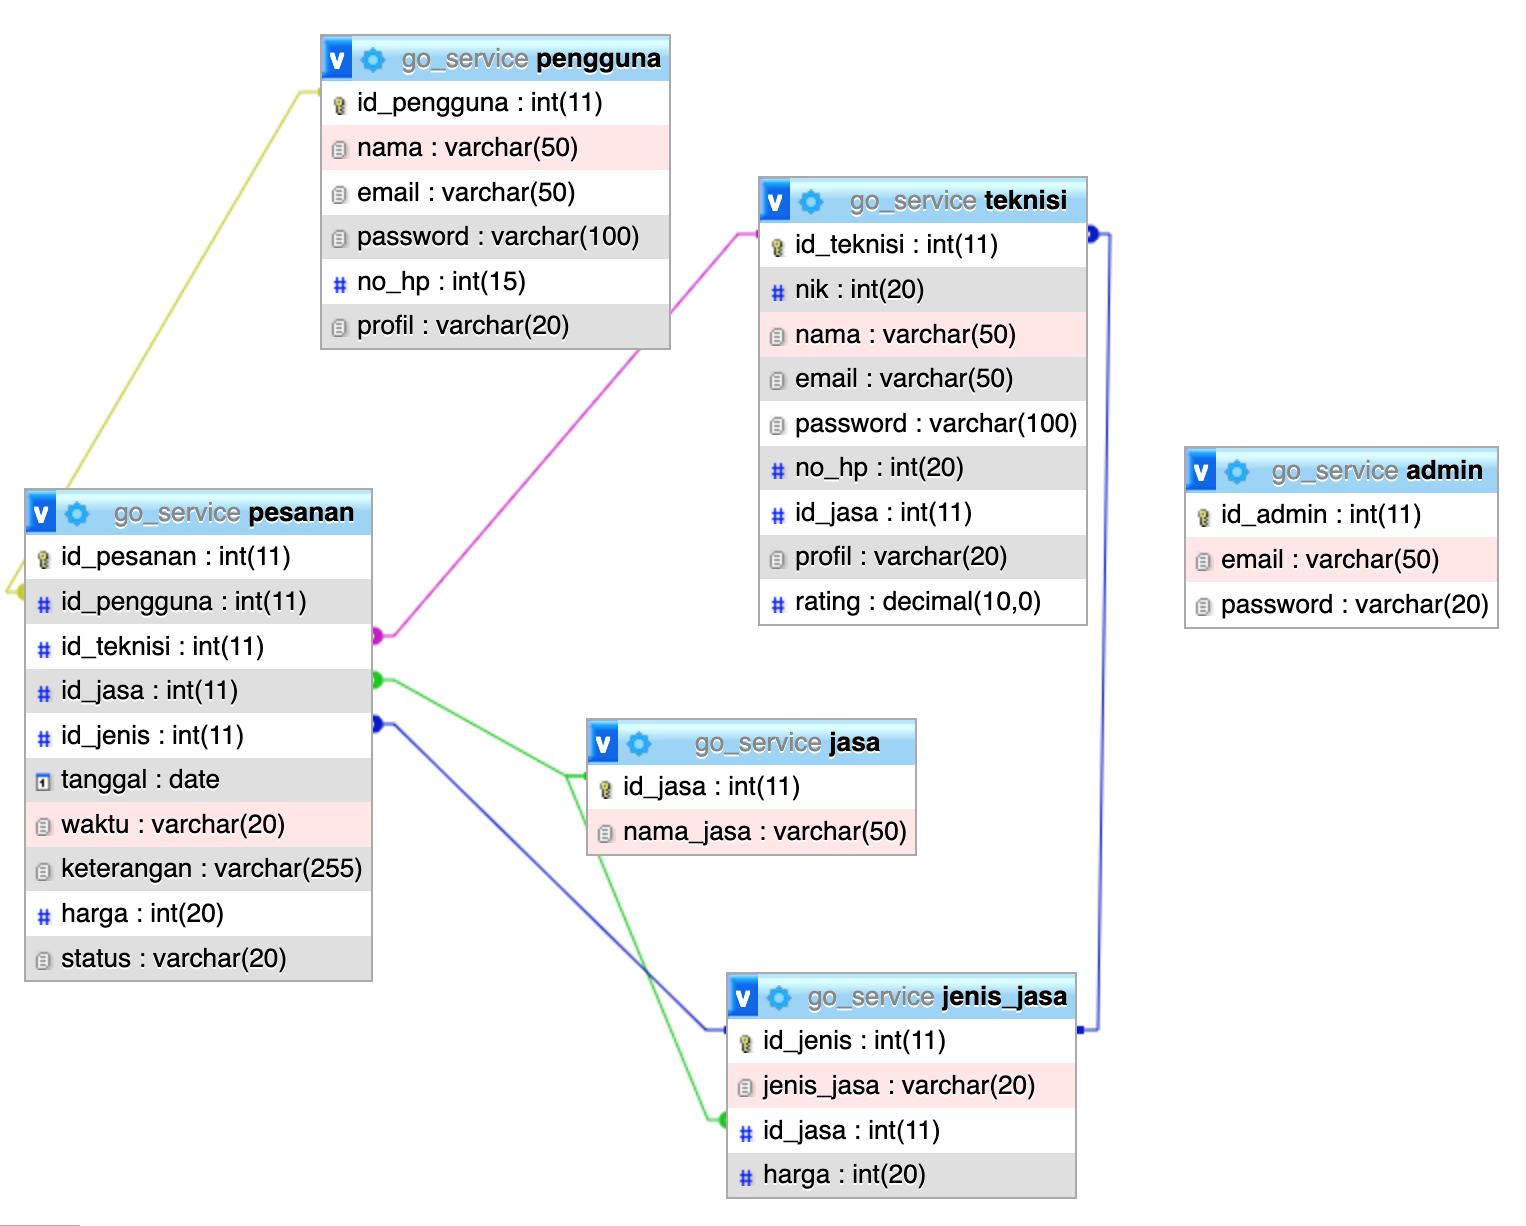 v go_service pengguna
id_pengguna : int(11)
nama : varchar(50)
email : varchar(50)
password : varchar(100)
# no_hp : int(15)
profil : varchar(20)
v go_service teknisi
id_teknisi : int(11)
# nik : int(20)
nama : varchar(50)
email : varchar(50)
password : varchar(100)
# no_hp : int(20)
# id_jasa : int(11)
profil : varchar(20)
# rating : decimal(10,0)
v go_service admin
id_admin : int(11)
email : varchar(50)
password : varchar(20)
v go_service pesanan
id_pesanan : int(11)
# id_pengguna : int(11)
# id_teknisi : int(11)
# id_jasa : int(11)
# id_jenis : int(11)
1 tanggal : date
waktu : varchar(20)
keterangan : varchar(255)
# harga : int(20)
status : varchar(20)
v go_service jasa
id_jasa : int(11)
nama_jasa : varchar(50)
v go_service jenis_jasa
id_jenis : int(11)
jenis_jasa : varchar(20)
# id_jasa : int(11)
# harga : int(20)